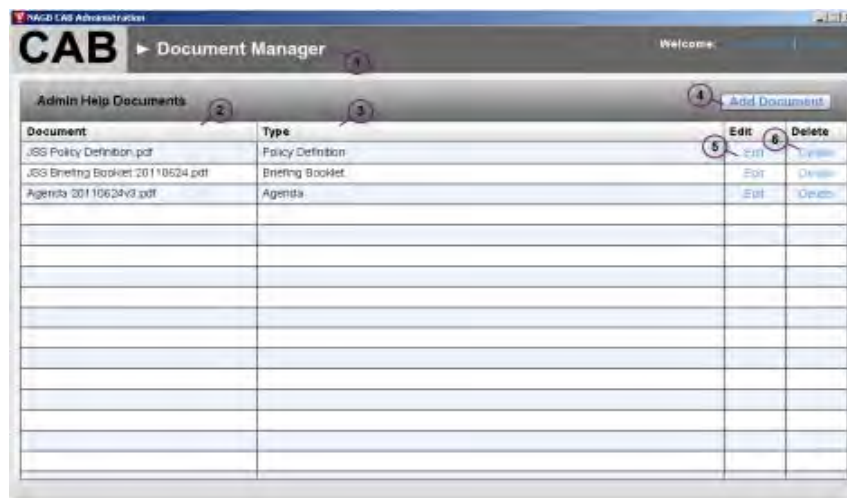 NAGB CAB Administration
CAB ► Document Manager
Welcome:
1
Admin Help Documents
2
3
4
Add Document
Document Type Edit Delete
5
6
JSS Policy Definition.pdf Policy Definition Edit Delete
JSS Briefing Booklet 20110624.pdf Briefing Booklet Edit Delete
Agenda 20110624v3.pdf Agenda Edit Delete